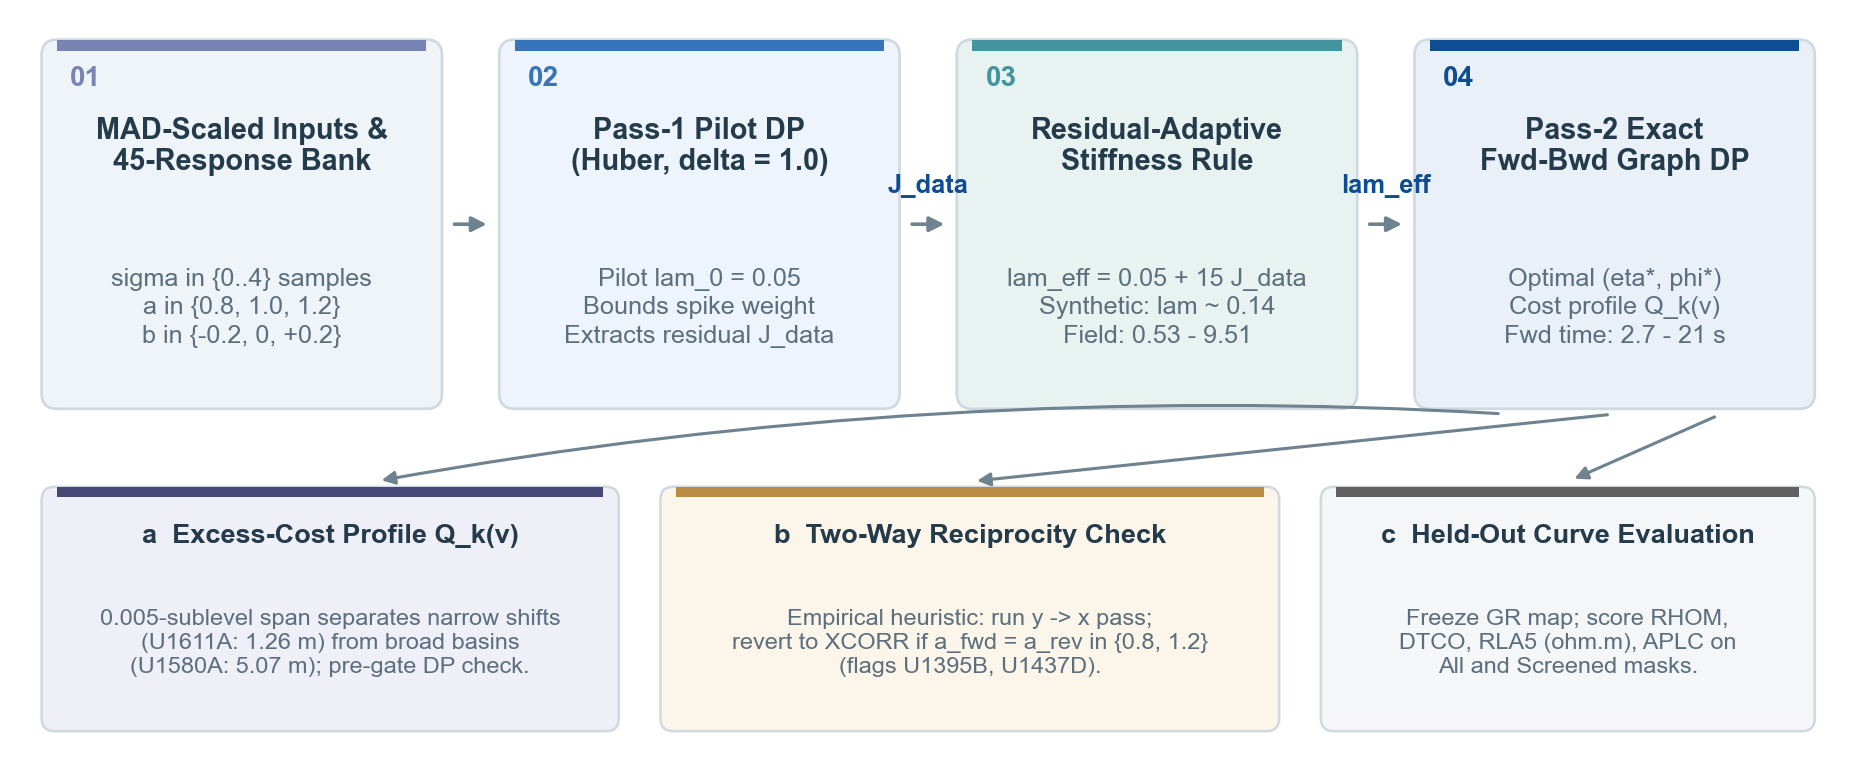 01
MAD-Scaled Inputs &
45-Response Bank
sigma in {0..4} samples
a in {0.8, 1.0, 1.2}
b in {-0.2, 0, +0.2}
02
Pass-1 Pilot DP
(Huber, delta = 1.0)
Pilot lam_0 = 0.05
Bounds spike weight
Extracts residual J_data
J_data
03
Residual-Adaptive
Stiffness Rule
lam_eff = 0.05 + 15 J_data
Synthetic: lam ~ 0.14
Field: 0.53 - 9.51
lam_eff
04
Pass-2 Exact
Fwd-Bwd Graph DP
Optimal (eta*, phi*)
Cost profile Q_k(v)
Fwd time: 2.7 - 21 s
a Excess-Cost Profile Q_k(v)
0.005-sublevel span separates narrow shifts
(U1611A: 1.26 m) from broad basins
(U1580A: 5.07 m); pre-gate DP check.
b Two-Way Reciprocity Check
Empirical heuristic: run y -> x pass;
revert to XCORR if a_fwd = a_rev in {0.8, 1.2}
(flags U1395B, U1437D).
c Held-Out Curve Evaluation
Freeze GR map; score RHOM,
DTCO, RLA5 (ohm.m), APLC on
All and Screened masks.